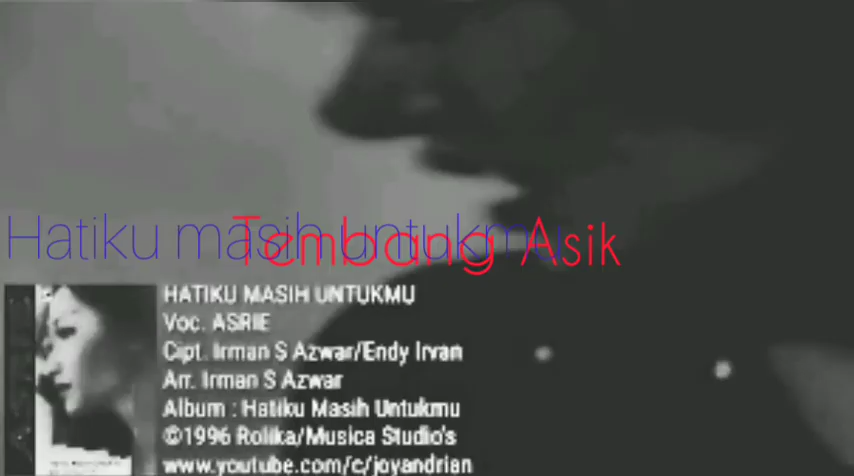 Hatiku masih untukmu
Tembang Asik
HATIKU MASIH UNTUKMU
Voc. ASRIE
Cipt. Irman S Azwar/Endy Irvan
Arr. Irman S Azwar
Album : Hatiku Masih Untukmu
©1996 Rolika/Musica Studio's
www.youtube.com/c/joyandrian